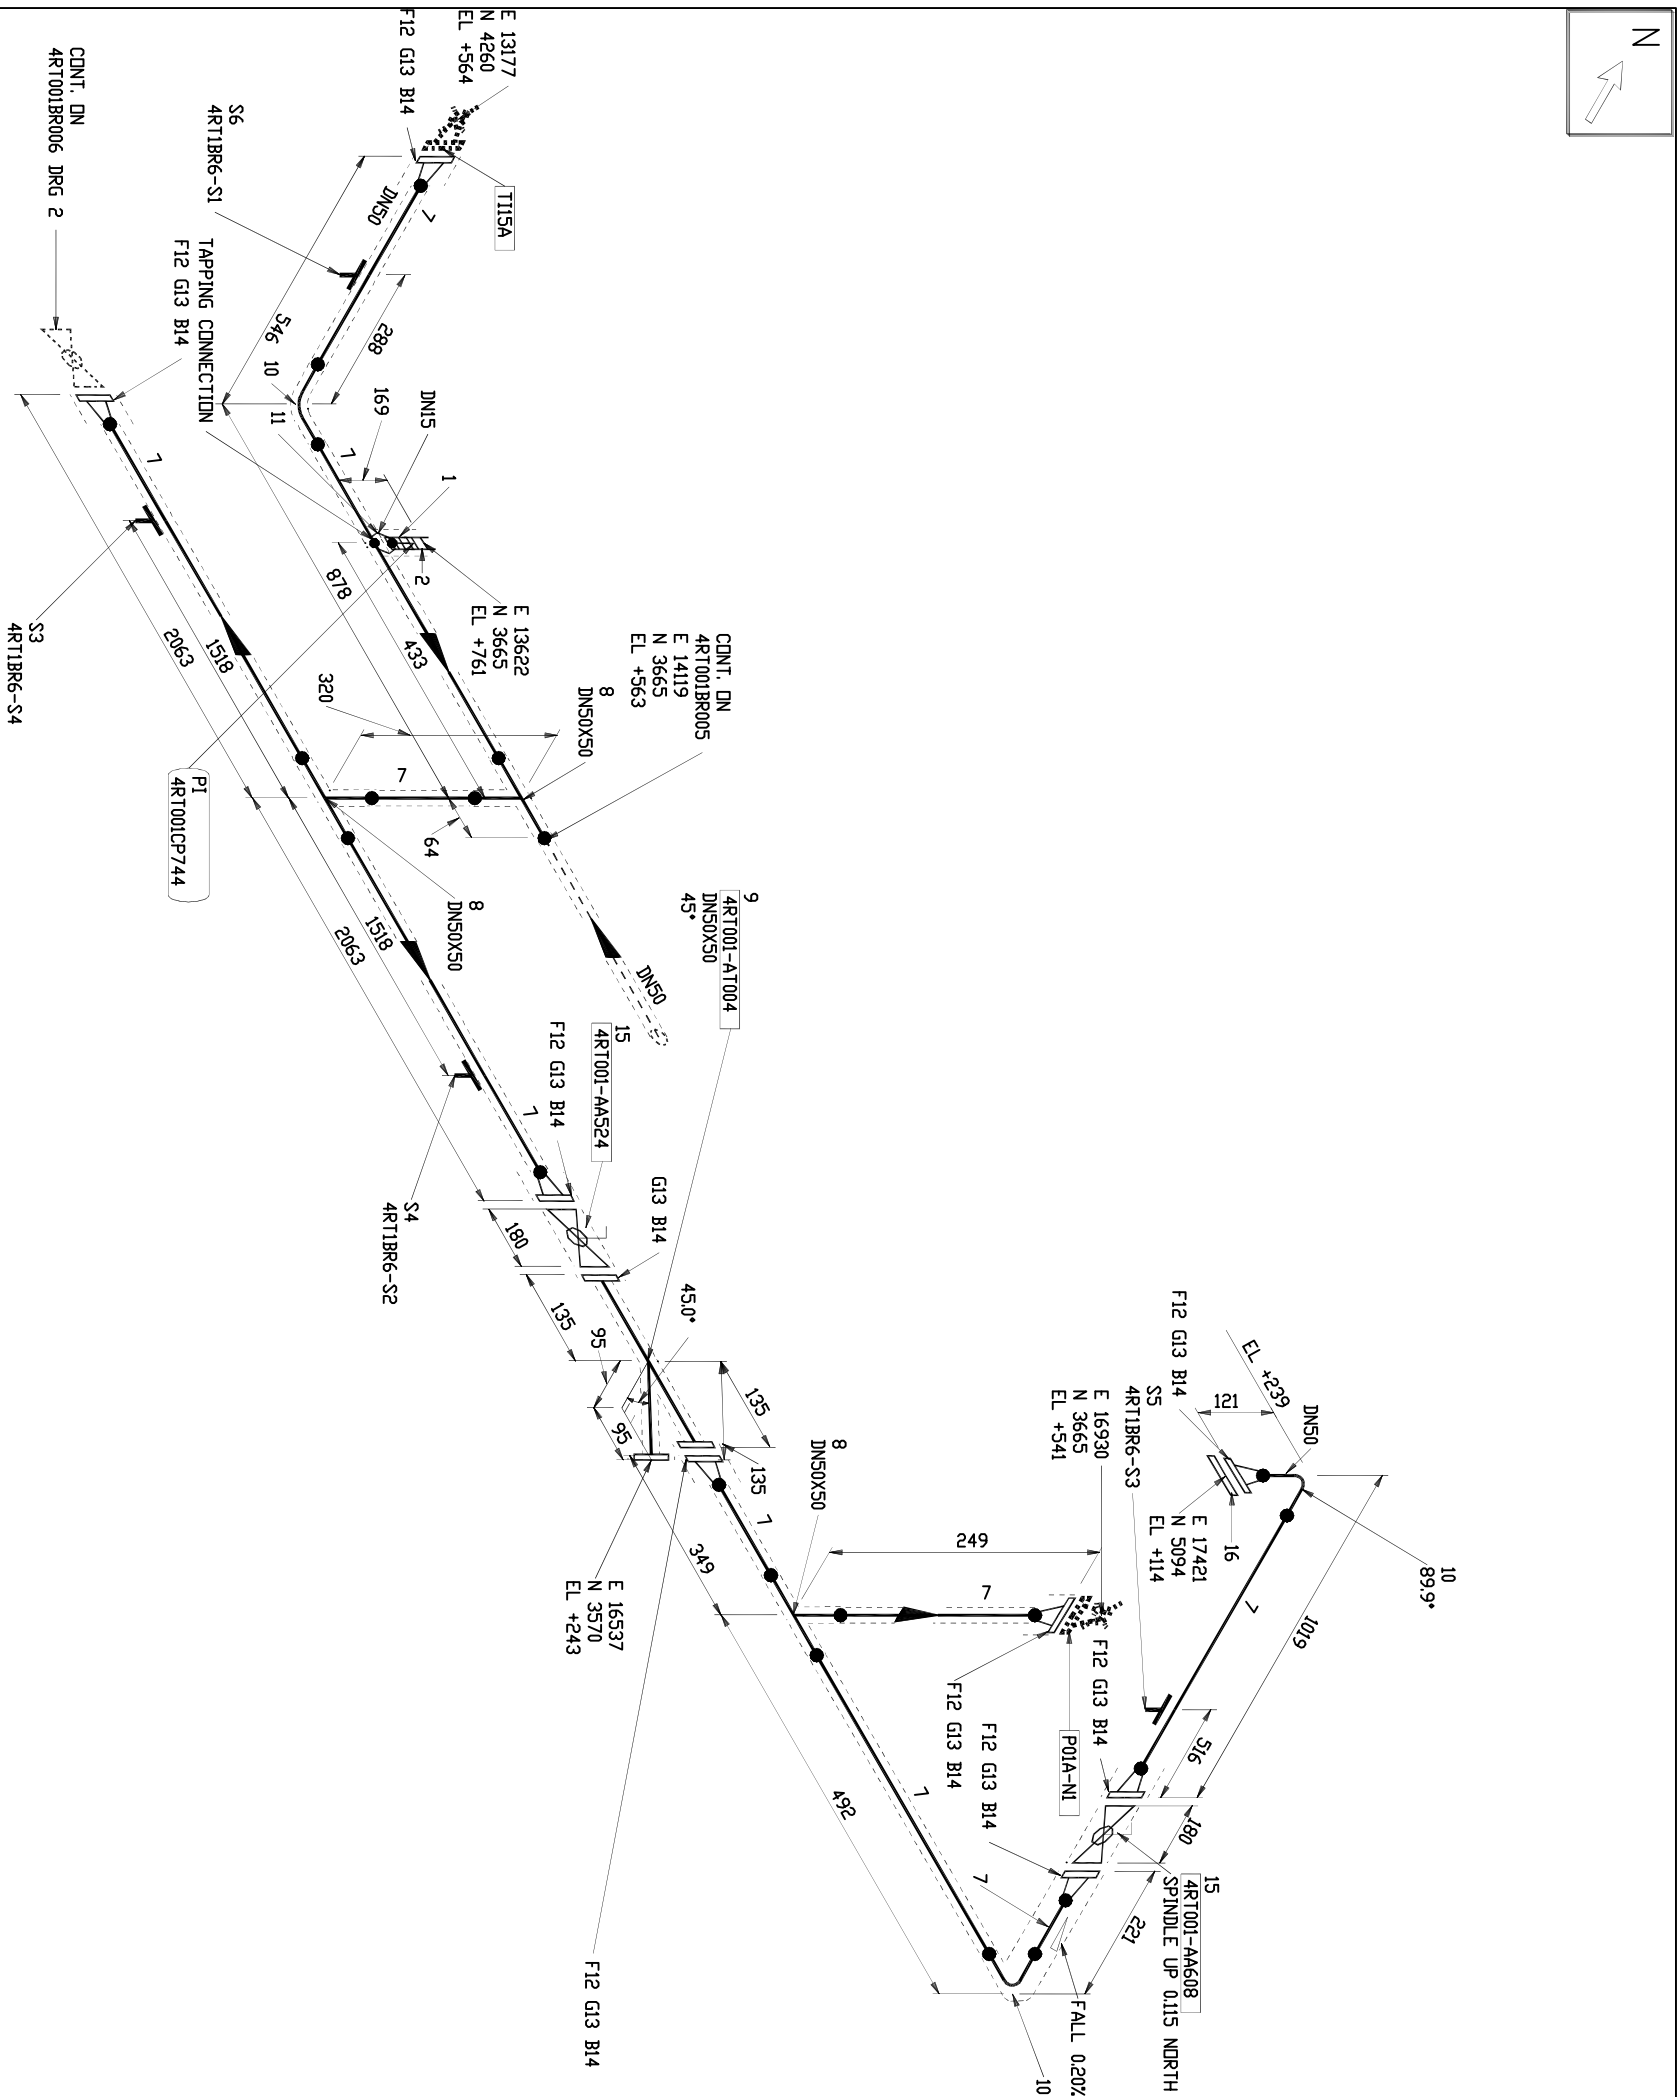 N
E 13177
N 4260
EL +564
F12 G13 B14
TI15A
DN50
7
S6
4RT1BR6-S1
546
288
10
CONT. ON
4RT001BR006 DRG 2
TAPPING CONNECTION
F12 G13 B14
11
7
169
DN15
1
2
E 13622
N 3665
EL +761
878
433
CONT. ON
4RT001BR005
E 14119
N 3665
EL +563
8
DN50X50
320
7
64
7
S3
4RT1BR6-S4
1518
2063
PI
4RT001CP744
8
DN50X50
DN50
1518
2063
S4
4RT1BR6-S2
7
9
4RT001-AT004
DN50X50
45°
15
4RT001-AA524
F12 G13 B14
G13 B14
180
135
95
95
45.0°
135
135
E 16537
N 3570
EL +243
F12 G13 B14
349
7
8
DN50X50
249
7
E 16930
N 3665
EL +541
P01A-N1
F12 G13 B14
492
7
10
FALL 0.20%
7
221
F12 G13 B14
15
4RT001-AA608
SPINDLE UP 0.115 NORTH
180
F12 G13 B14
516
1019
S5
4RT1BR6-S3
7
10
89.9°
DN50
EL +239
121
F12 G13 B14
16
E 17421
N 5094
EL +114